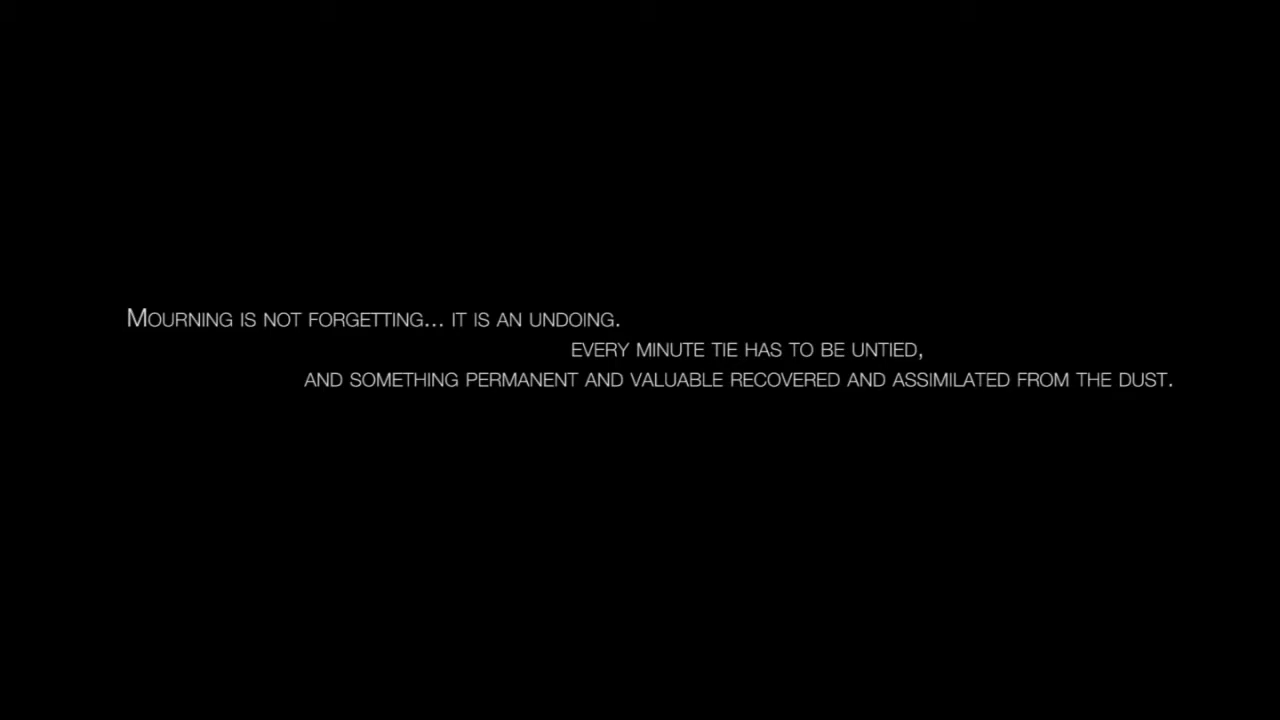 Mourning is not forgetting... it is an undoing.
every minute tie has to be untied,
and something permanent and valuable recovered and assimilated from the dust.